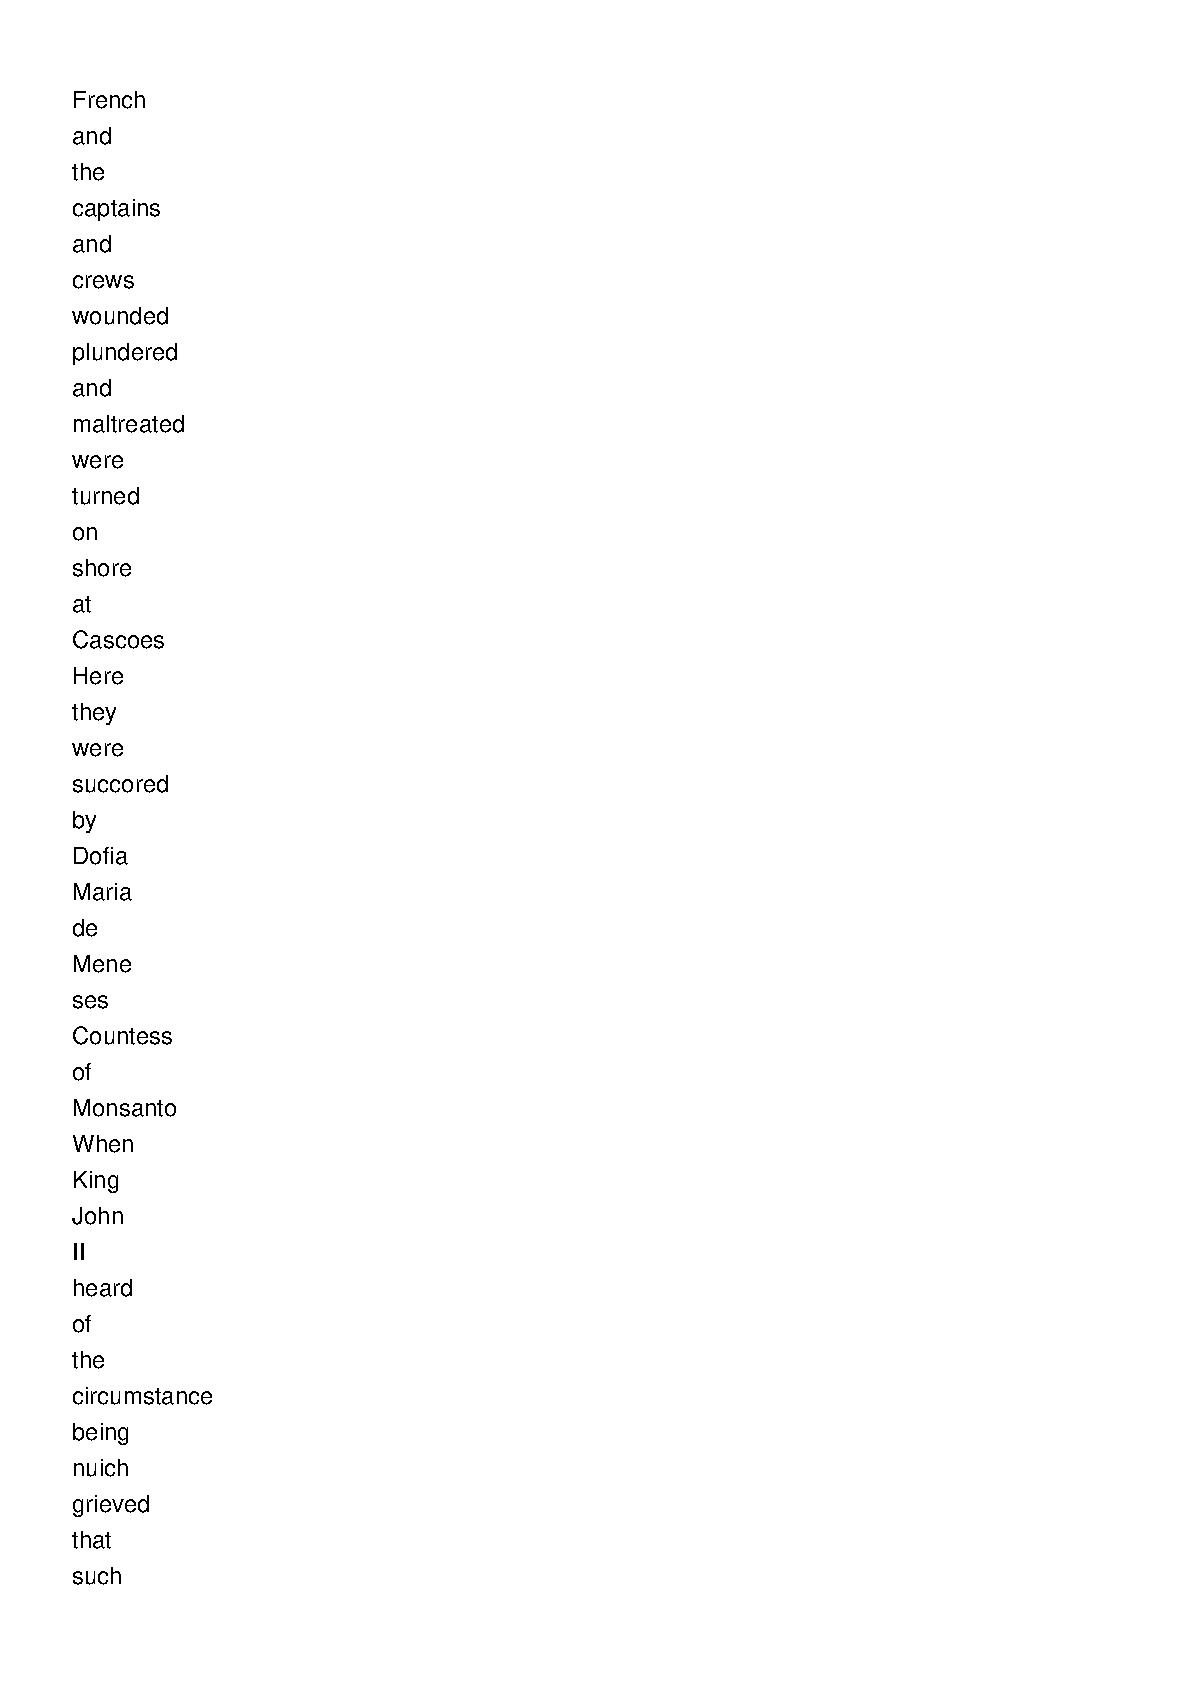 French
and
the
captains
and
crews
wounded
plundered
and
maltreated
were
turned
on
shore
at
Cascoes
Here
they
were
succored
by
Dofia
Maria
de
Mene
ses
Countess
of
Monsanto
When
King
John
II
heard
of
the
circumstance
being
nuich
grieved
that
such